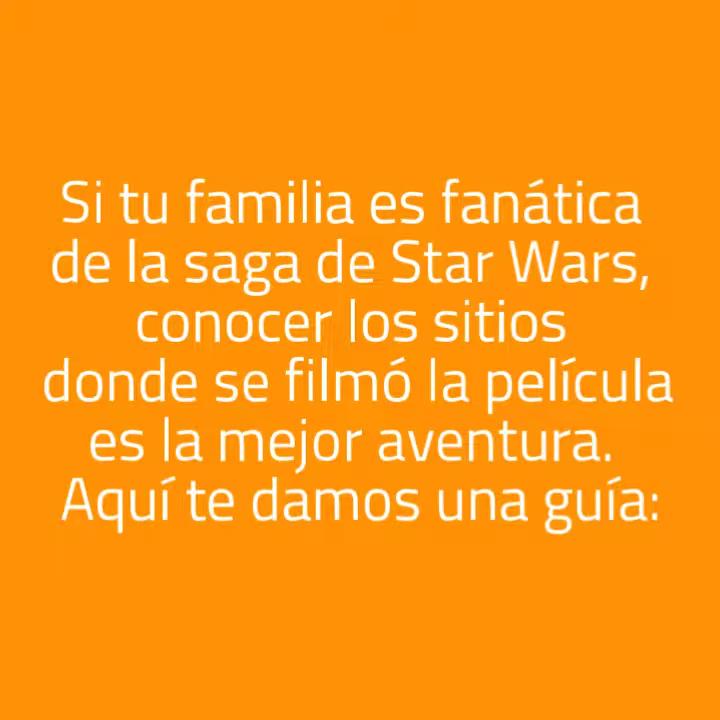 Si tu familia es fanática
de la saga de Star Wars,
conocer los sitios
donde se filmó la película
es la mejor aventura.
Aquí te damos una guía: